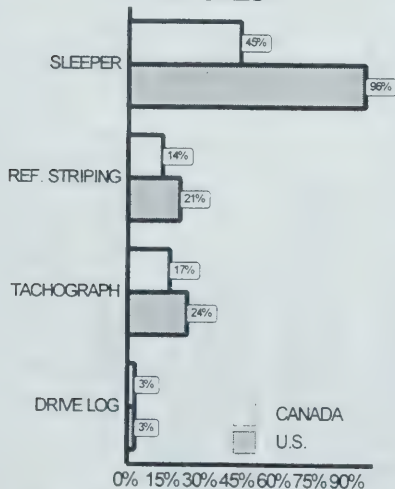 45%
SLEEPER
96%
14%
REF. STRIPING
21%
17%
TACHOGRAPH
24%
3%
DRIVE LOG
3%
CANADA
U.S.
0% 15% 30% 45% 60% 75% 90%